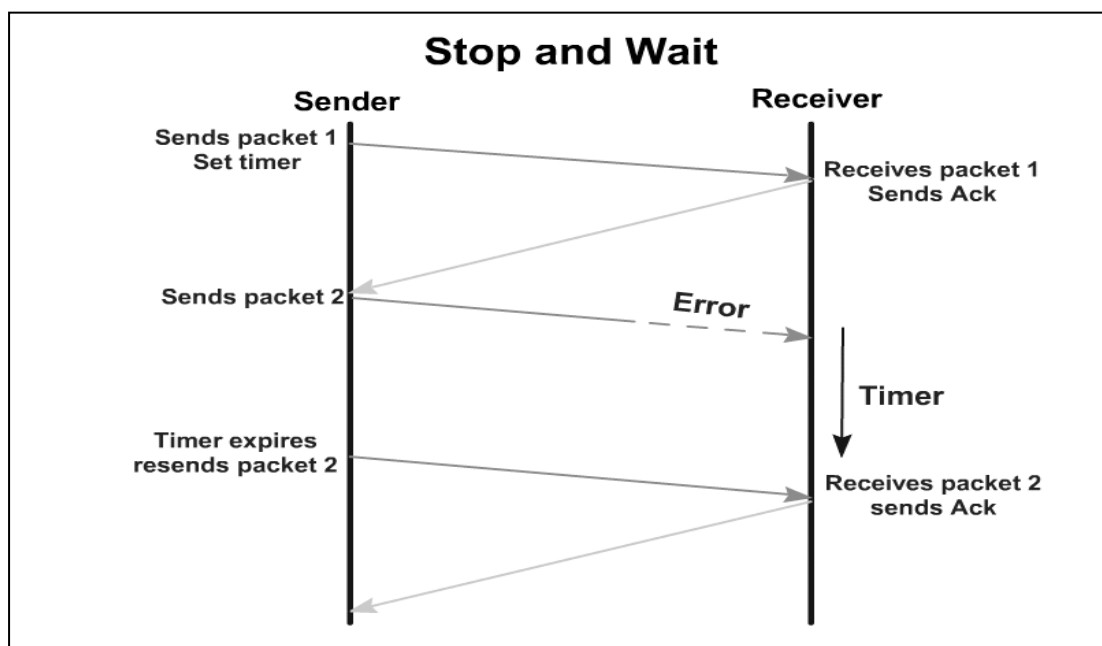 Stop and Wait
Sender
Receiver
Sends packet 1
Set timer
Receives packet 1
Sends Ack
Sends packet 2
Error
Timer
Timer expires
resends packet 2
Receives packet 2
sends Ack